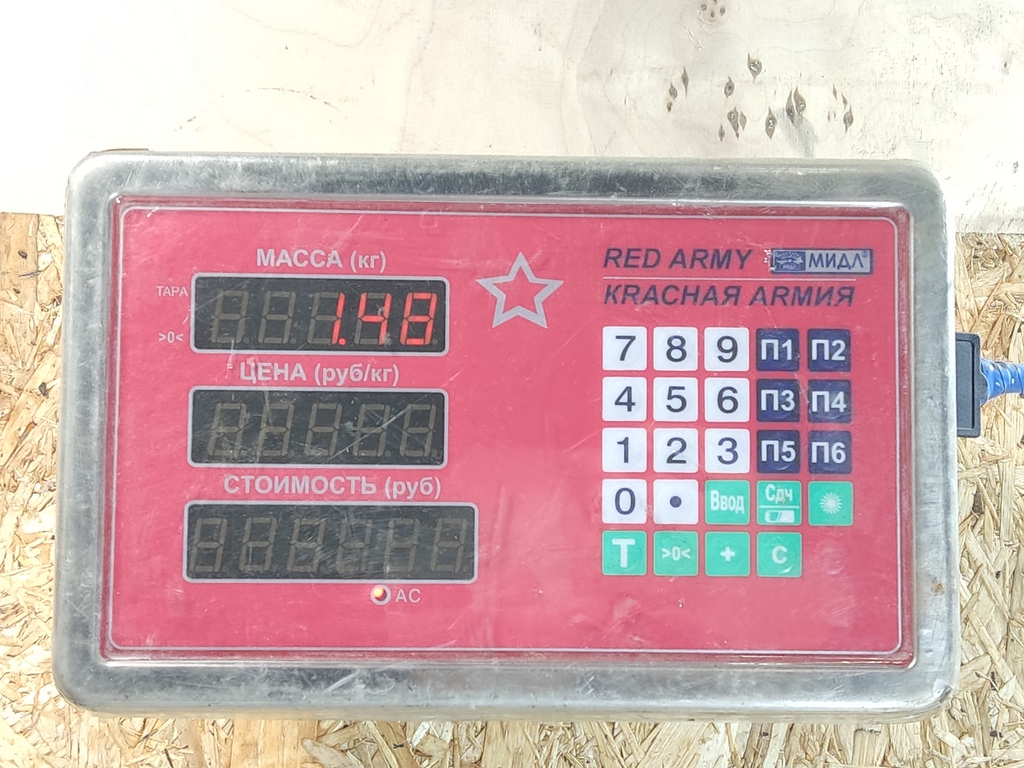 МАССА (кг)
RED ARMY МИДЛ®
КRАСНАЯ АRМИЯ
ТАРА
>0<
1.48
ЦЕНА (руб/кг)
СТОИМОСТЬ (руб)
AC
7 8 9 П1 П2
4 5 6 П3 П4
1 2 3 П5 П6
0 • Ввод Сдч
T >0< + C